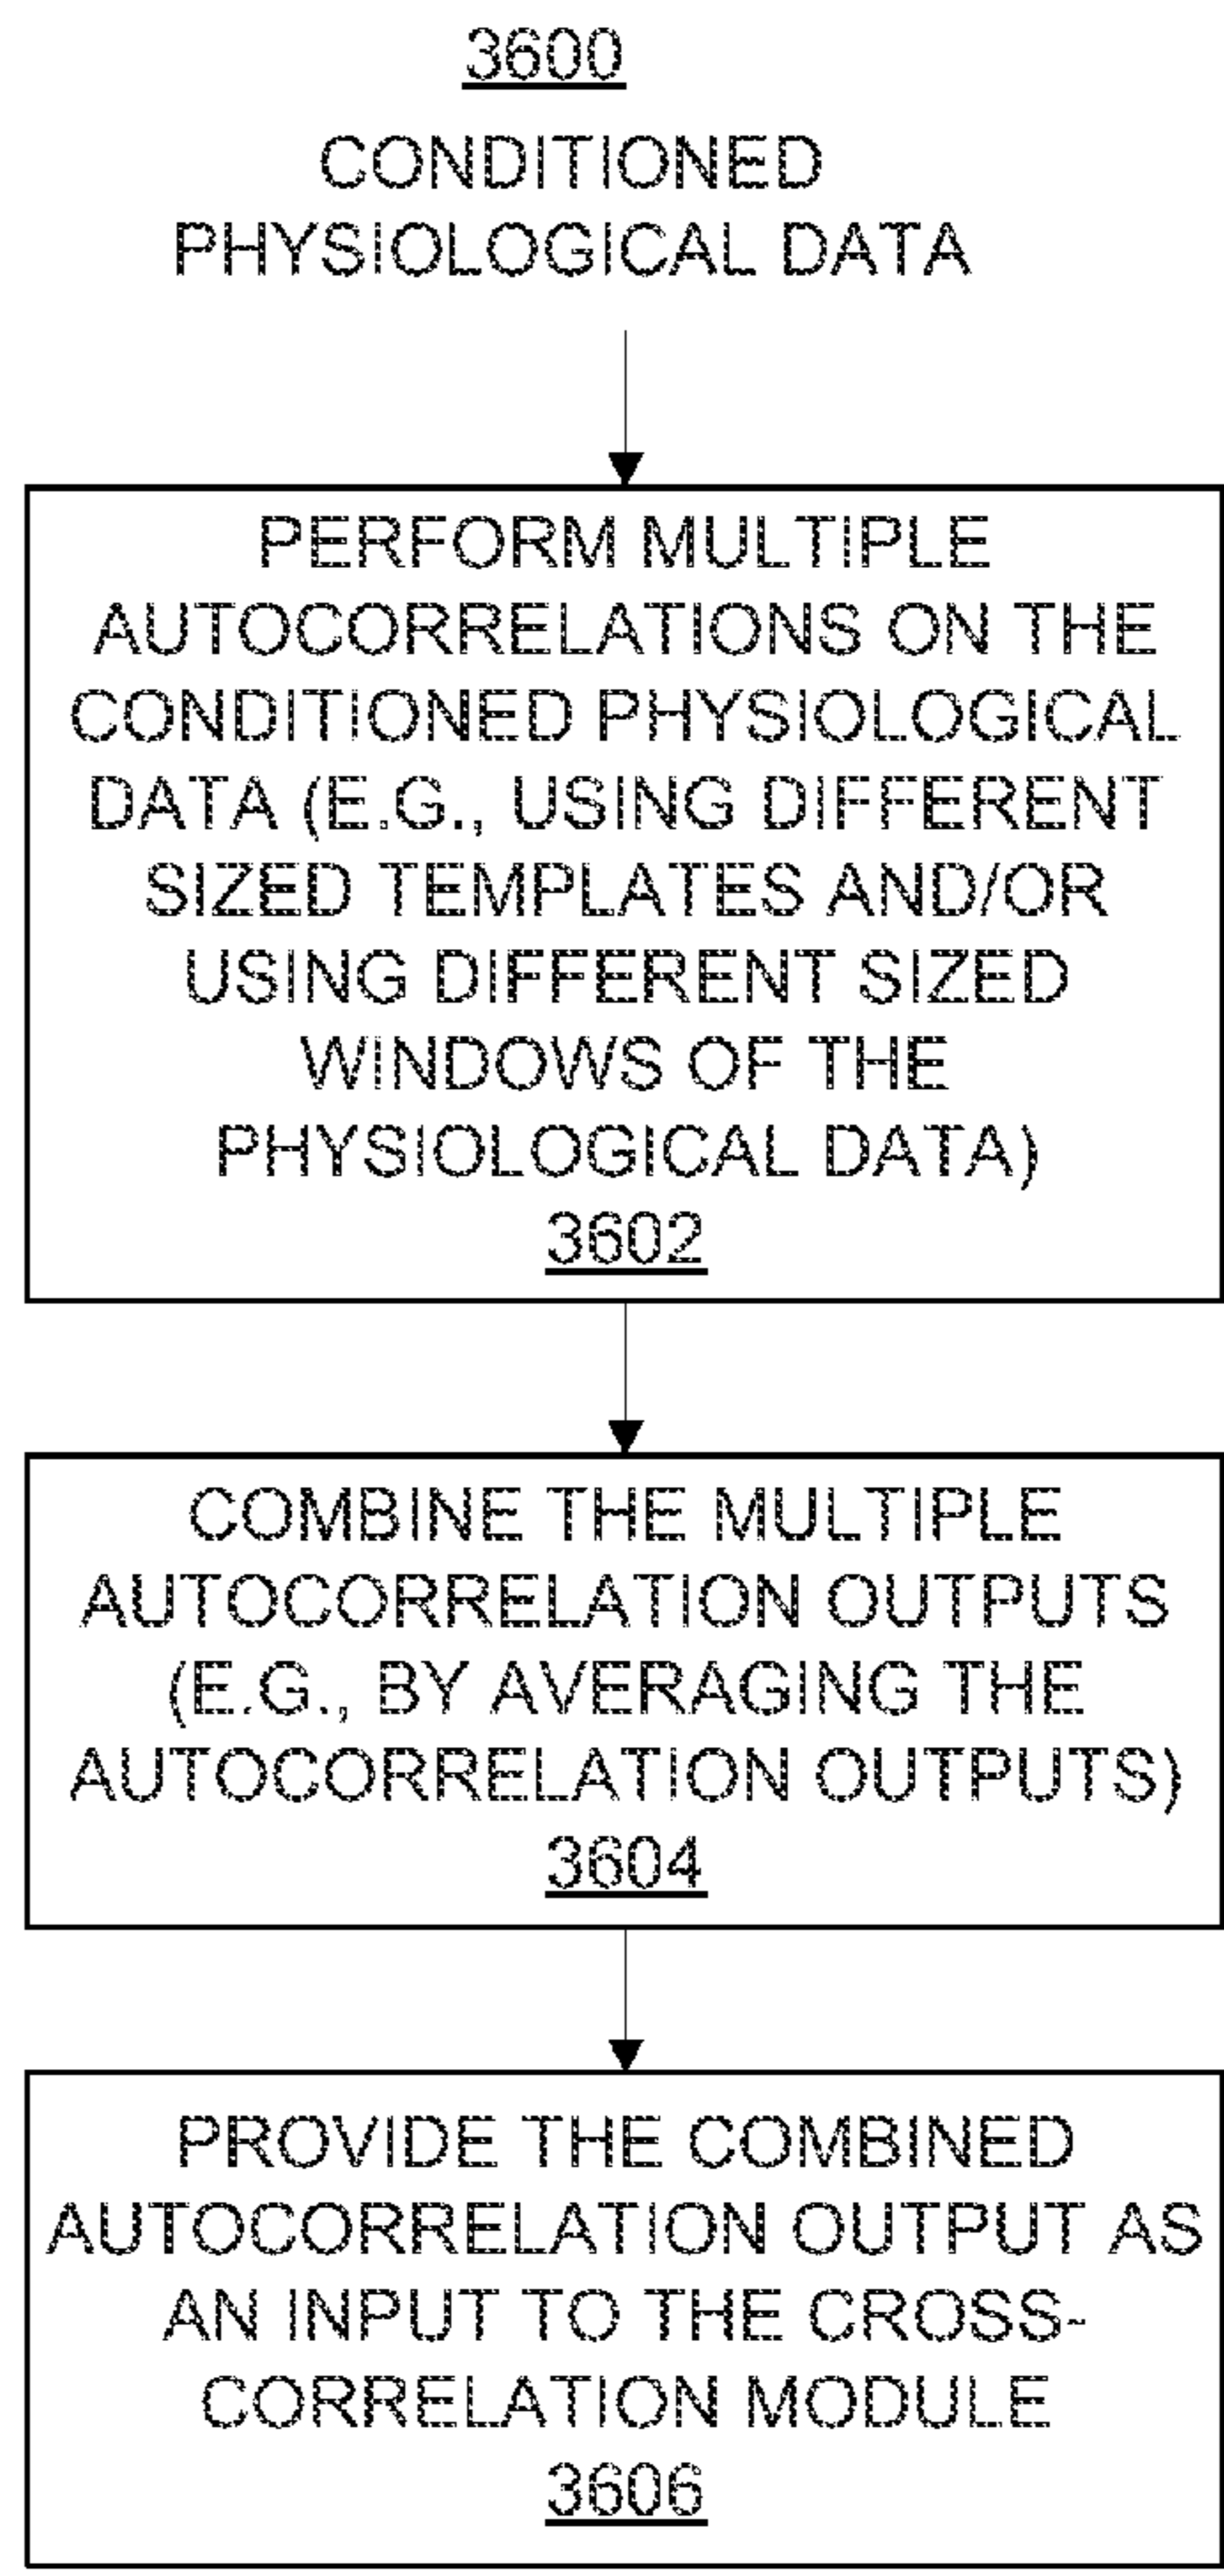 3600
CONDITIONED
PHYSIOLOGICAL DATA
PERFORM MULTIPLE
AUTOCORRELATIONS ON THE
CONDITIONED PHYSIOLOGICAL
DATA (E.G., USING DIFFERENT
SIZED TEMPLATES AND/OR
USING DIFFERENT SIZED
WINDOWS OF THE
PHYSIOLOGICAL DATA)
3602
COMBINE THE MULTIPLE
AUTOCORRELATION OUTPUTS
(E.G., BY AVERAGING THE
AUTOCORRELATION OUTPUTS)
3604
PROVIDE THE COMBINED
AUTOCORRELATION OUTPUT AS
AN INPUT TO THE CROSS-
CORRELATION MODULE
3606